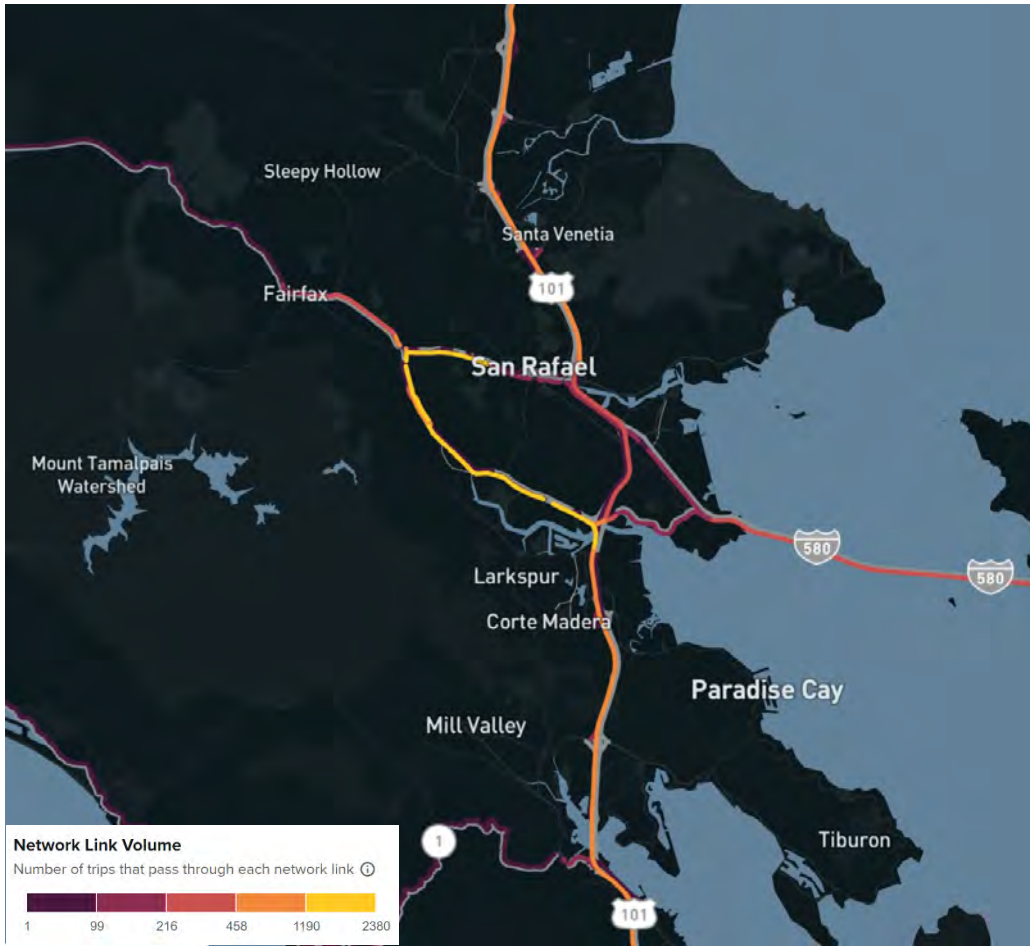 Sleepy Hollow
Santa Venetia
101
Fairfax
San Rafael
Mount Tamalpais
Watershed
580
580
Larkspur
Corte Madera
Paradise Cay
Mill Valley
Tiburon
1
101
Network Link Volume
Number of trips that pass through each network link
1 99 216 458 1190 2380